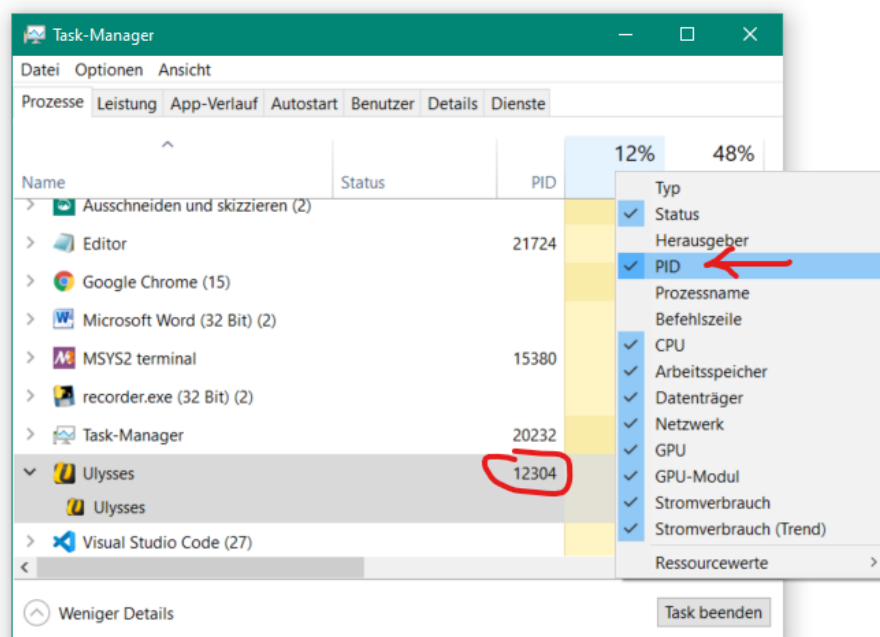 Task-Manager
Datei Optionen Ansicht
Prozesse Leistung App-Verlauf Autostart Benutzer Details Dienste
12% 48%
Name Status PID
Ausschneiden und skizzieren (2)
Editor 21724
Google Chrome (15)
Microsoft Word (32 Bit) (2)
MSYS2 terminal 15380
recorder.exe (32 Bit) (2)
Task-Manager 20232
Ulysses 12304
Ulysses
Visual Studio Code (27)
Typ
Status
Herausgeber
PID
Prozessname
Befehlszeile
CPU
Arbeitsspeicher
Datenträger
Netzwerk
GPU
GPU-Modul
Stromverbrauch
Stromverbrauch (Trend)
Ressourcewerte
Weniger Details
Task beenden